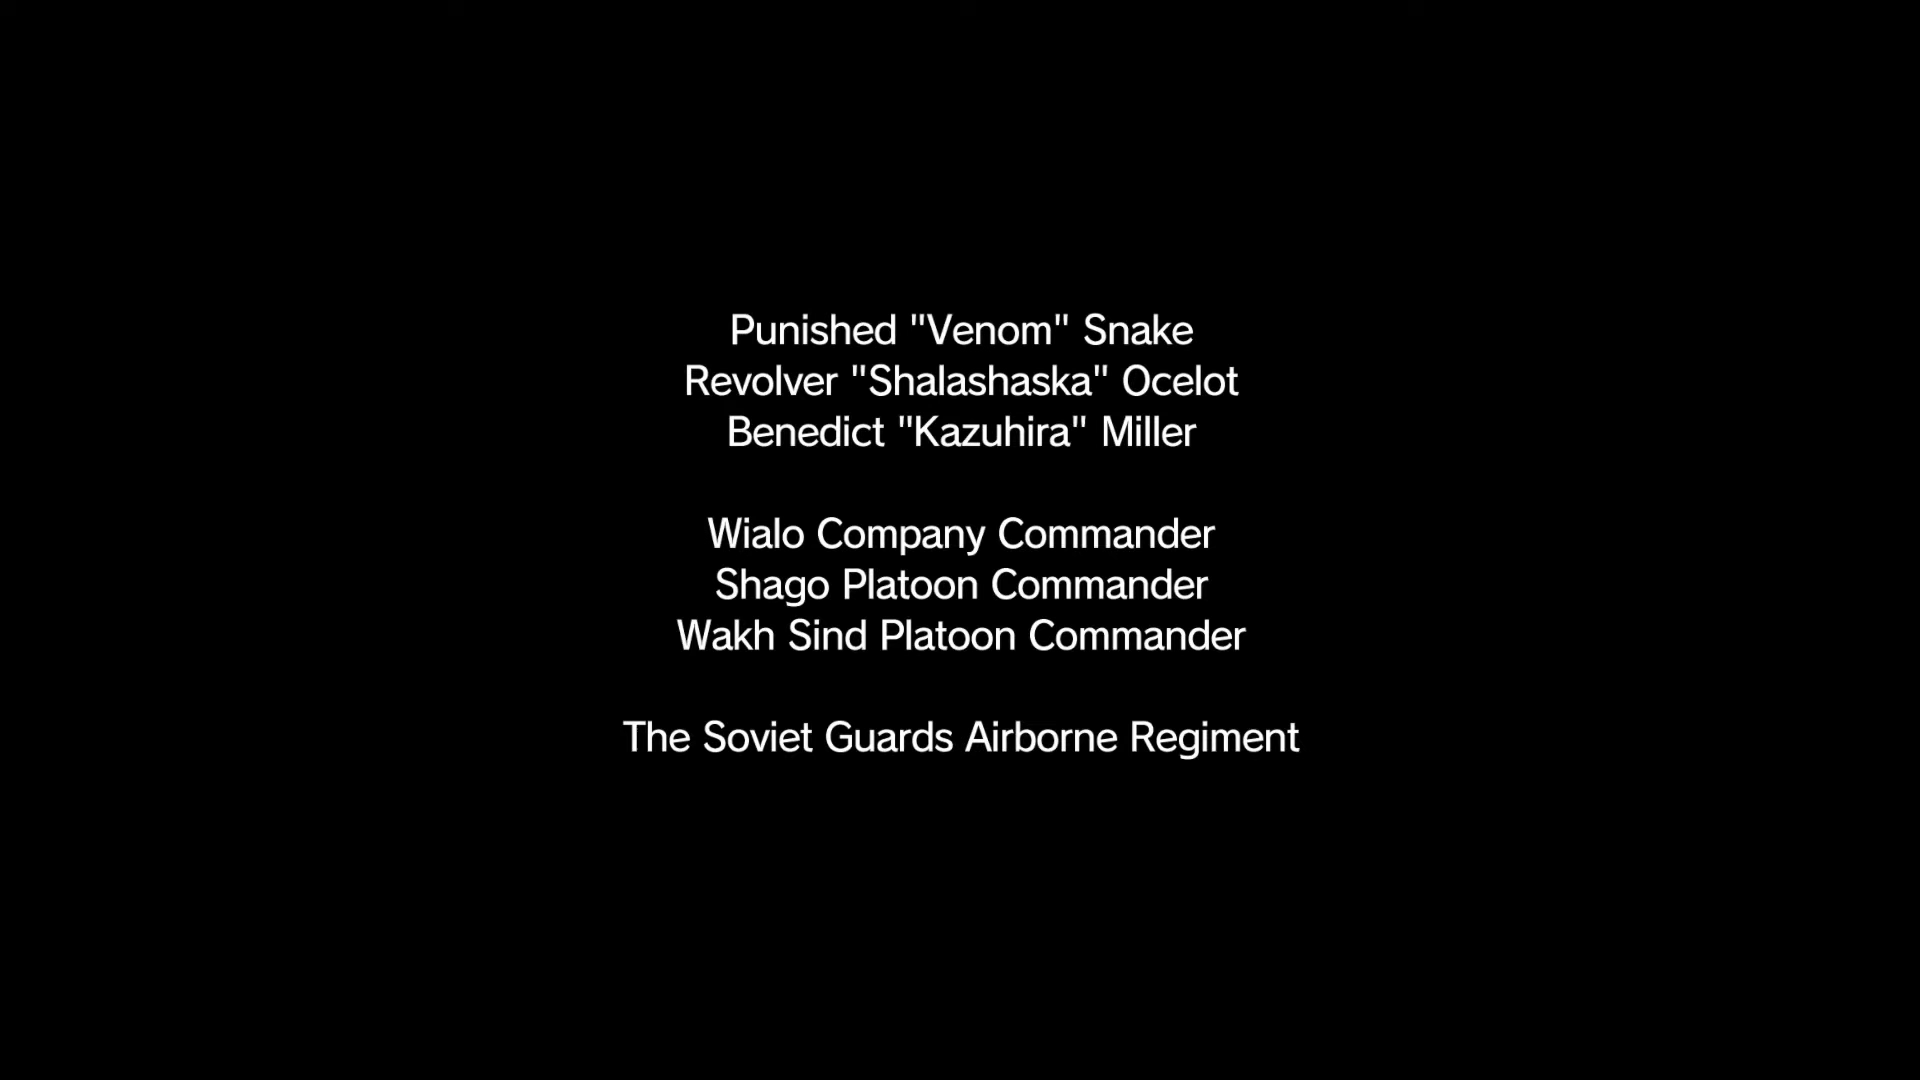 Punished "Venom" Snake
Revolver "Shalashaska" Ocelot
Benedict "Kazuhira" Miller
Wialo Company Commander
Shago Platoon Commander
Wakh Sind Platoon Commander
The Soviet Guards Airborne Regiment